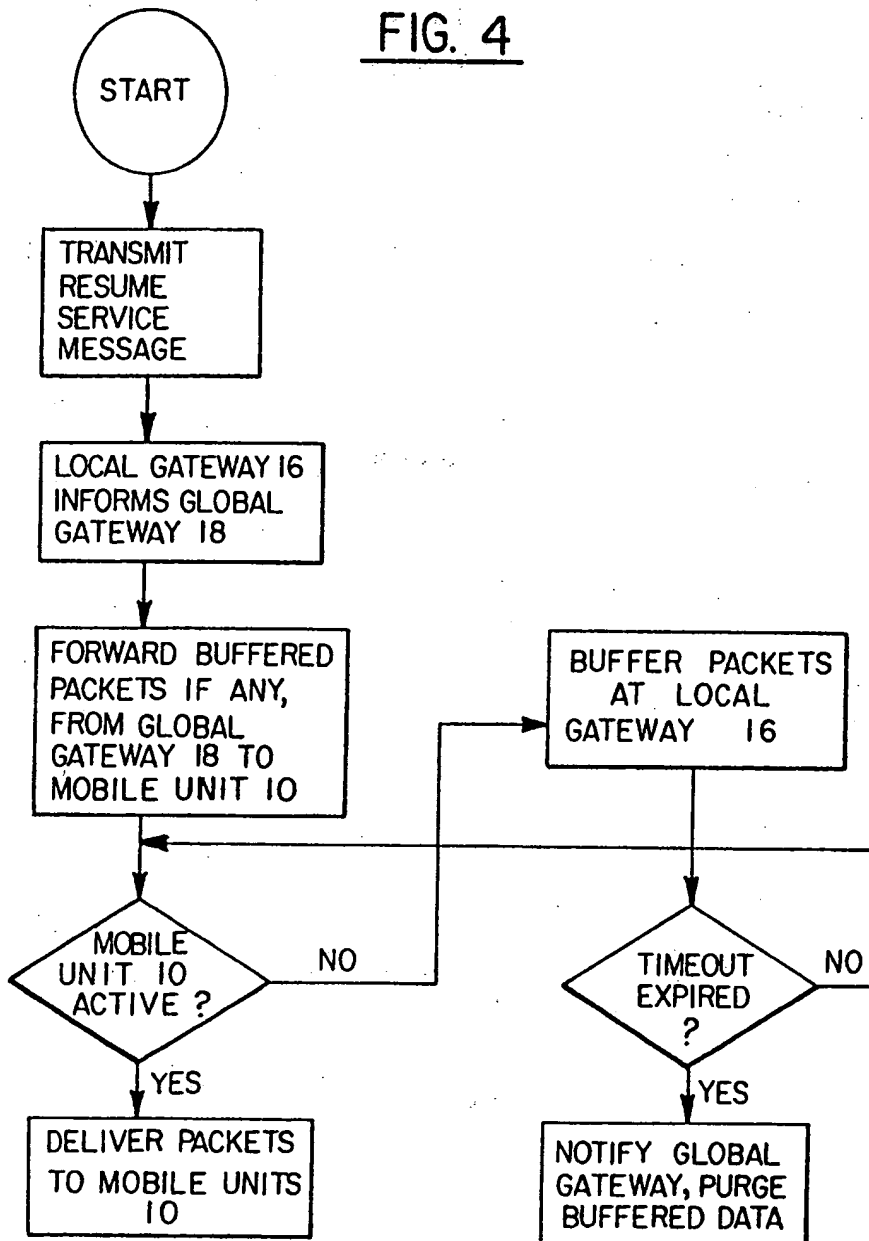 FIG. 4
START
TRANSMIT
RESUME
SERVICE
MESSAGE
LOCAL GATEWAY 16
INFORMS GLOBAL
GATEWAY 18
FORWARD BUFFERED
PACKETS IF ANY,
FROM GLOBAL
GATEWAY 18 TO
MOBILE UNIT 10
BUFFER PACKETS
AT LOCAL
GATEWAY 16
MOBILE
UNIT 10
ACTIVE ?
NO
YES
TIMEOUT
EXPIRED
?
NO
YES
DELIVER PACKETS
TO MOBILE UNITS
10
NOTIFY GLOBAL
GATEWAY, PURGE
BUFFERED DATA